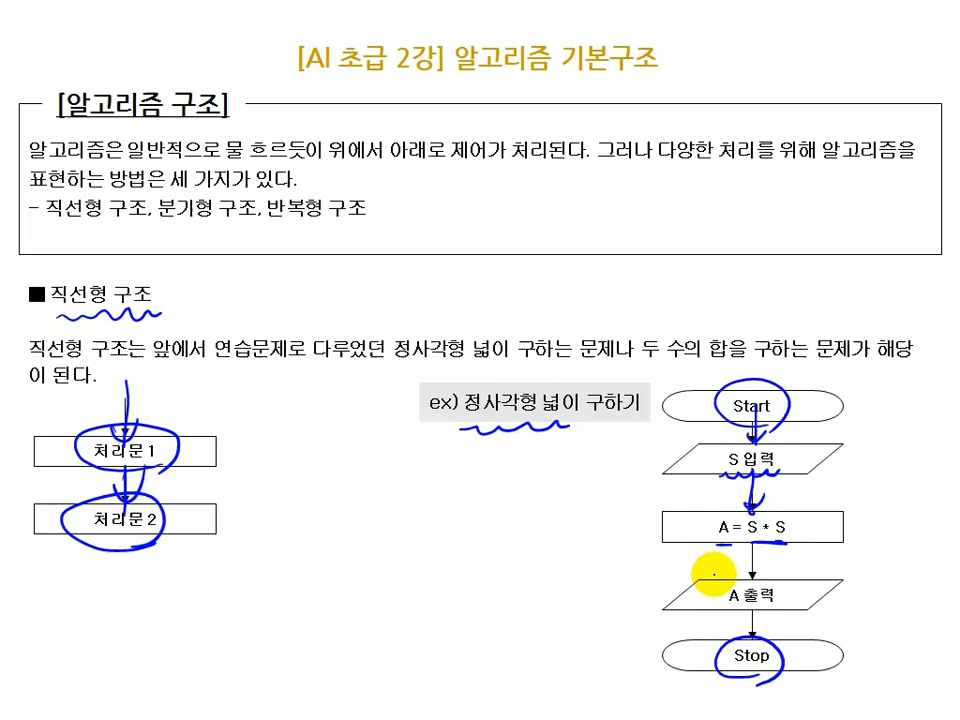 [AI 초급 2강] 알고리즘 기본구조
[알고리즘 구조]
알고리즘은 일반적으로 물 흐르듯이 위에서 아래로 제어가 처리된다. 그러나 다양한 처리를 위해 알고리즘을
표현하는 방법은 세 가지가 있다.
- 직선형 구조, 분기형 구조, 반복형 구조
■ 직선형 구조
직선형 구조는 앞에서 연습문제로 다루었던 정사각형 넓이 구하는 문제나 두 수의 합을 구하는 문제가 해당
이 된다.
처리문1
처리문2
ex) 정사각형 넓이 구하기
Start
S 입력
A = S * S
A 출력
Stop